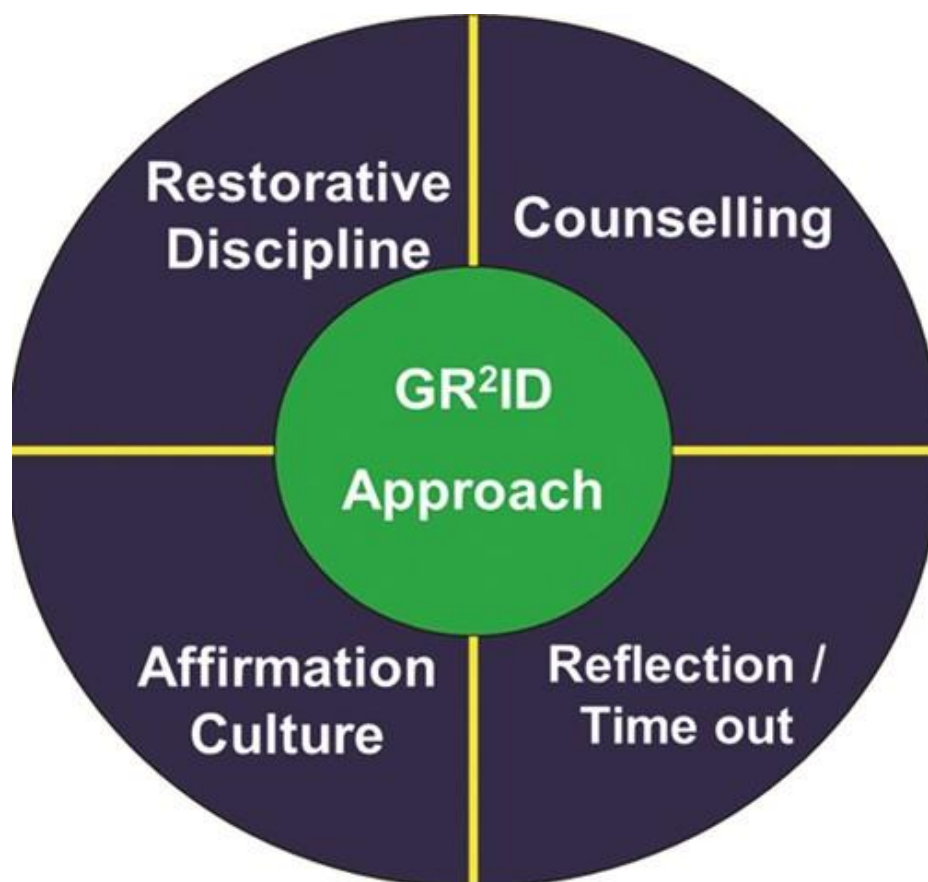 Restorative
Discipline
Counselling
GR²ID
Approach
Affirmation
Culture
Reflection /
Time out